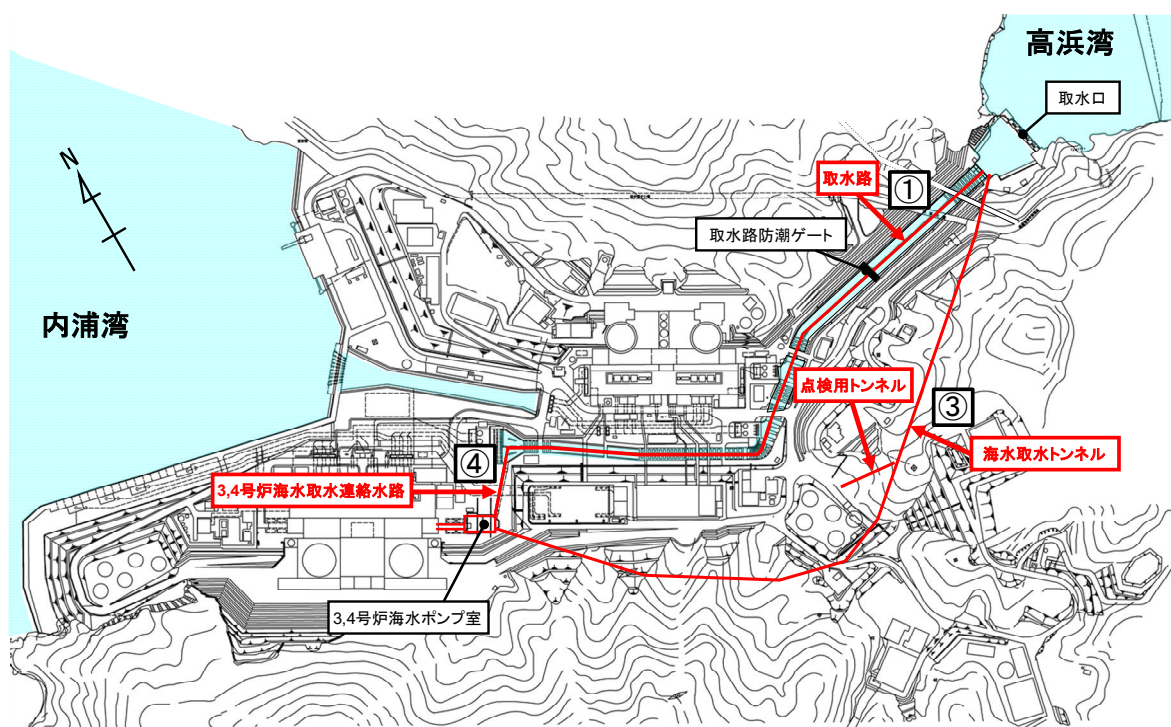 高浜湾
取水口
N
取水路
①
取水路防潮ゲート
内浦湾
点検用トンネル
③
海水取水トンネル
④
3,4号炉海水取水連絡水路
3,4号炉海水ポンプ室